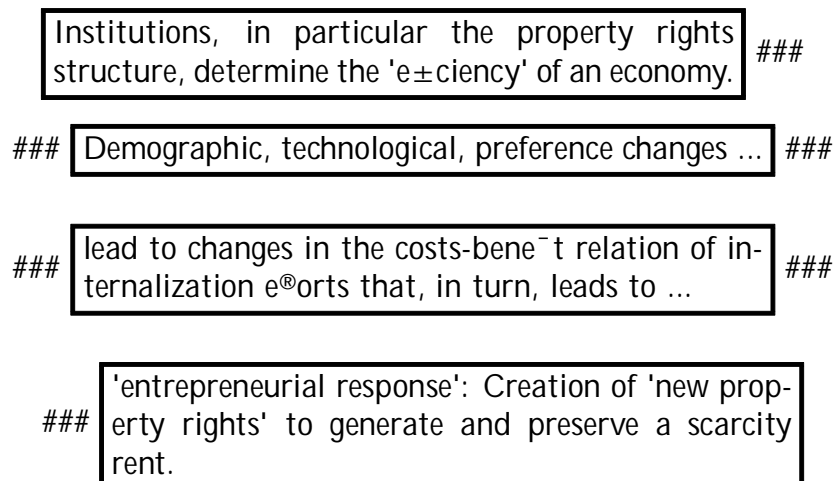 Institutions, in particular the property rights
structure, determine the 'e±ciency' of an economy. ###
### Demographic, technological, preference changes ... ###
lead to changes in the costs-bene¯t relation of in-
### ternalization e®orts that, in turn, leads to ... ###
'entrepreneurial response': Creation of 'new prop-
### erty rights' to generate and preserve a scarcity
rent.